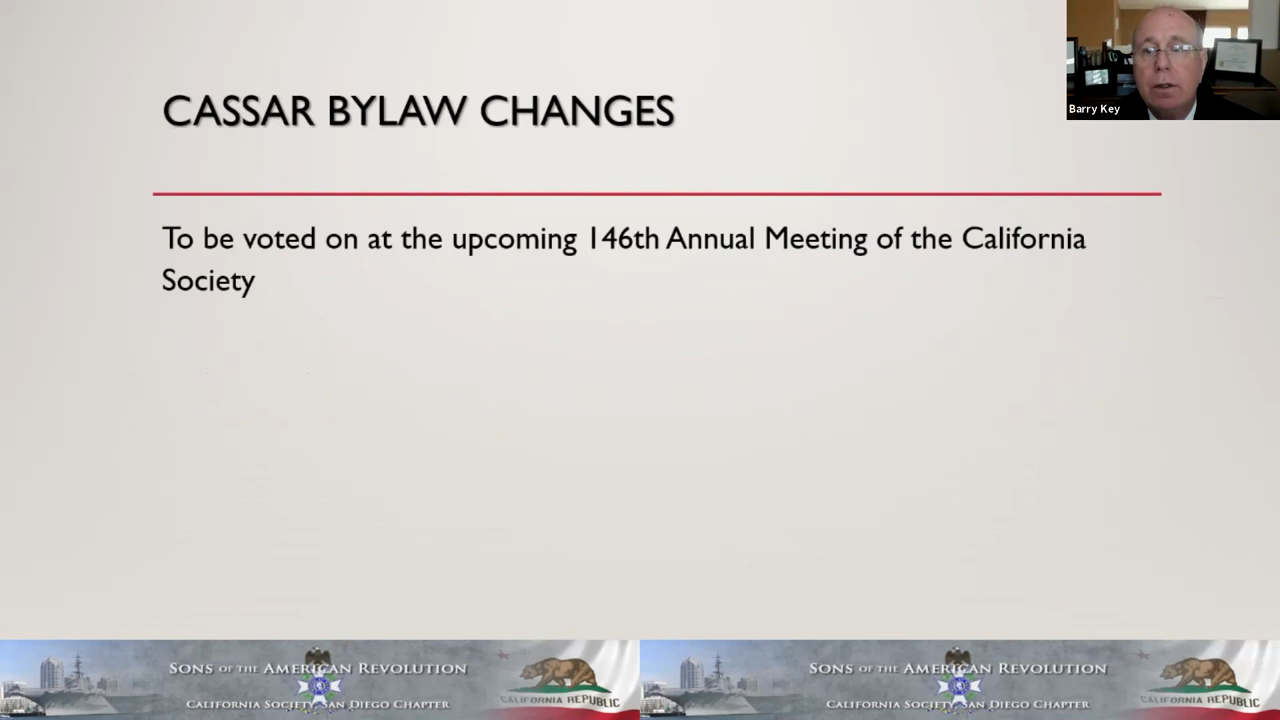 CASSAR BYLAW CHANGES
Barry Key
To be voted on at the upcoming 146th Annual Meeting of the California
Society
SONS OF THE AMERICAN REVOLUTION
CALIFORNIA SOCIETY SAN DIEGO CHAPTER
CALIFORNIA REPUBLIC
SONS OF THE AMERICAN REVOLUTION
CALIFORNIA SOCIETY SAN DIEGO CHAPTER
CALIFORNIA REPUBLIC